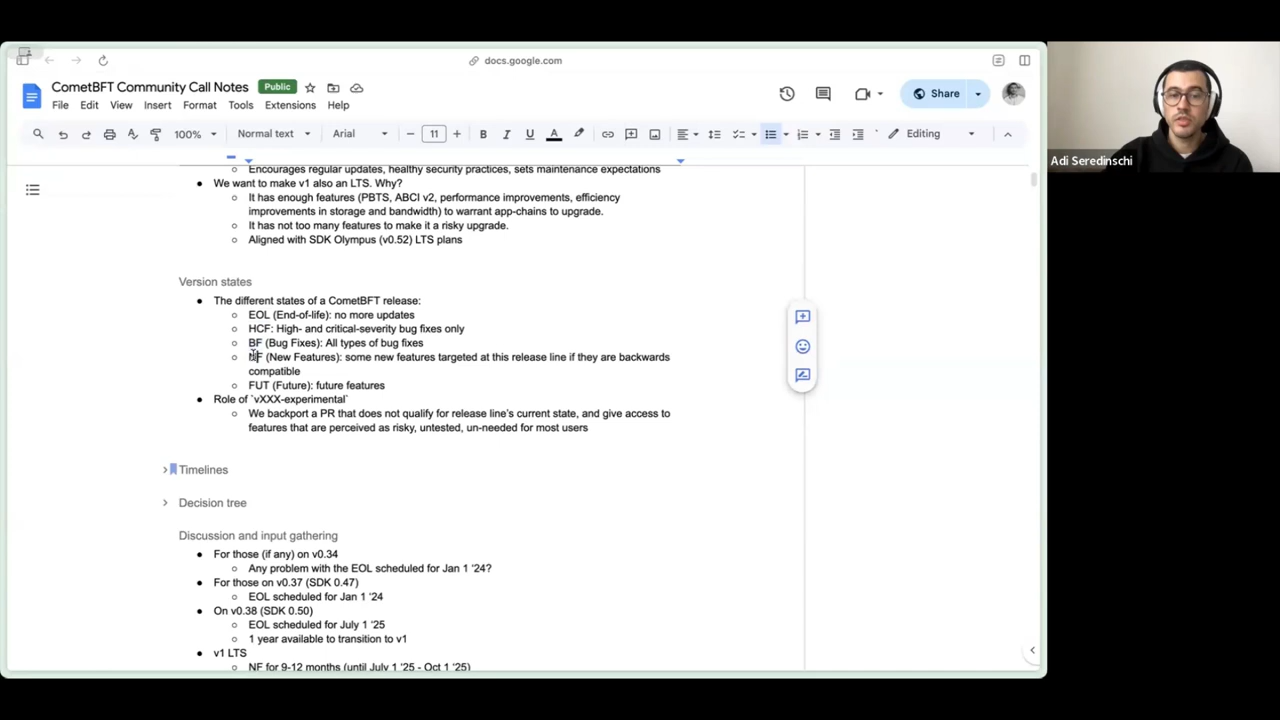 docs.google.com
CometBFT Community Call Notes
Public
Share
File Edit View Insert Format Tools Extensions Help
100% Normal text Arial 11 B I U A Editing
Encourages regular updates, healthy security practices, sets maintenance expectations
We want to make v1 also an LTS. Why?
It has enough features (PBTS, ABCI v2, performance improvements, efficiency
improvements in storage and bandwidth) to warrant app-chains to upgrade.
It has not too many features to make it a risky upgrade.
Aligned with SDK Olympus (v0.52) LTS plans
Version states
The different states of a CometBFT release:
EOL (End-of-life): no more updates
HCF: High- and critical-severity bug fixes only
BF (Bug Fixes): All types of bug fixes
NF (New Features): some new features targeted at this release line if they are backwards
compatible
FUT (Future): future features
Role of `vXXX-experimental`
We backport a PR that does not qualify for release line's current state, and give access to
features that are perceived as risky, untested, un-needed for most users
Timelines
Decision tree
Discussion and input gathering
For those (if any) on v0.34
Any problem with the EOL scheduled for Jan 1 '24?
For those on v0.37 (SDK 0.47)
EOL scheduled for Jan 1 '24
On v0.38 (SDK 0.50)
EOL scheduled for July 1 '25
1 year available to transition to v1
v1 LTS
NF for 9-12 months (until July 1 '25 - Oct 1 '25)
Adi Seredinschi